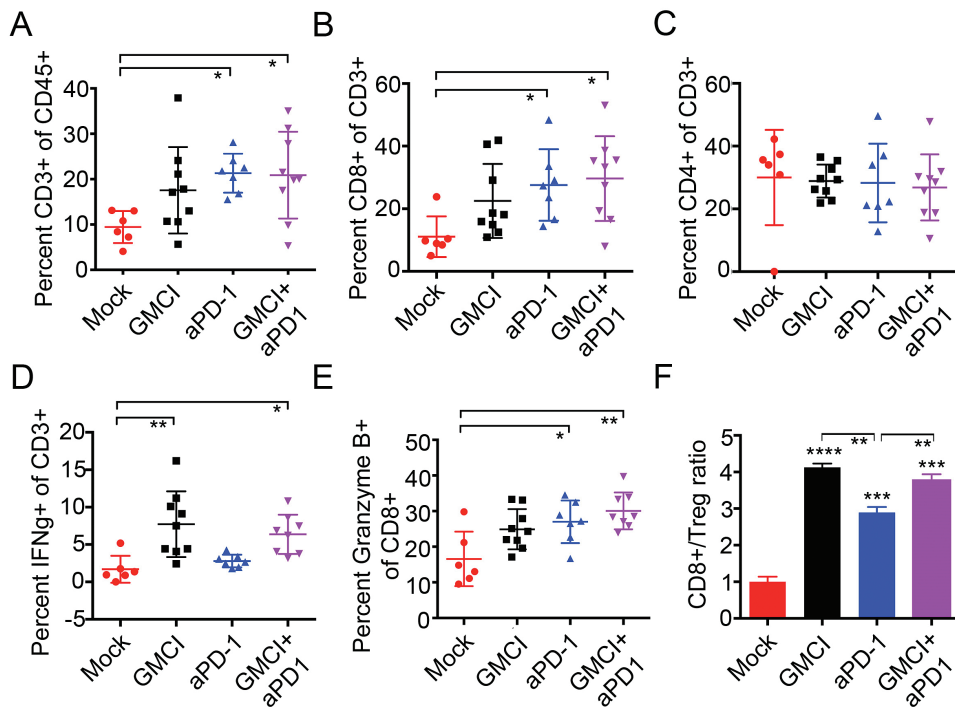 A
Percent CD3+ of CD45+
40
30
20
10
0
*
*
Mock
GMCI
aPD-1
GMCI+
aPD1
B
Percent CD8+ of CD3+
60
40
20
0
*
*
Mock
GMCI
aPD-1
GMCI+
aPD1
C
Percent CD4+ of CD3+
60
40
20
0
Mock
GMCI
aPD-1
GMCI+
aPD1
D
Percent IFNg+ of CD3+
20
15
10
5
0
-5
**
*
Mock
GMCI
aPD-1
GMCI+
aPD1
E
Percent Granzyme B+
of CD8+
50
40
30
20
10
0
*
**
Mock
GMCI
aPD-1
GMCI+
aPD1
F
CD8+/Treg ratio
5
4
3
2
1
0
**
**
****
***
***
Mock
GMCI
aPD-1
GMCI+
aPD1